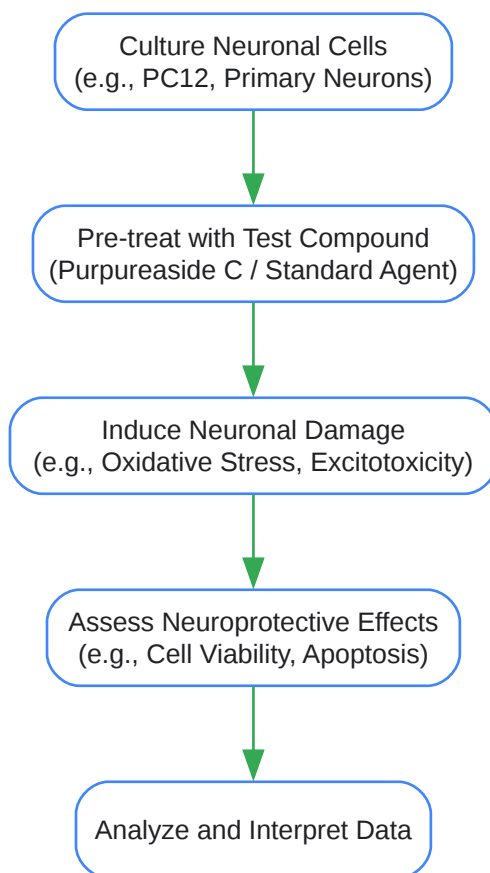 Culture Neuronal Cells
(e.g., PC12, Primary Neurons)
Pre-treat with Test Compound
(Purpureaside C / Standard Agent)
Induce Neuronal Damage
(e.g., Oxidative Stress, Excitotoxicity)
Assess Neuroprotective Effects
(e.g., Cell Viability, Apoptosis)
Analyze and Interpret Data